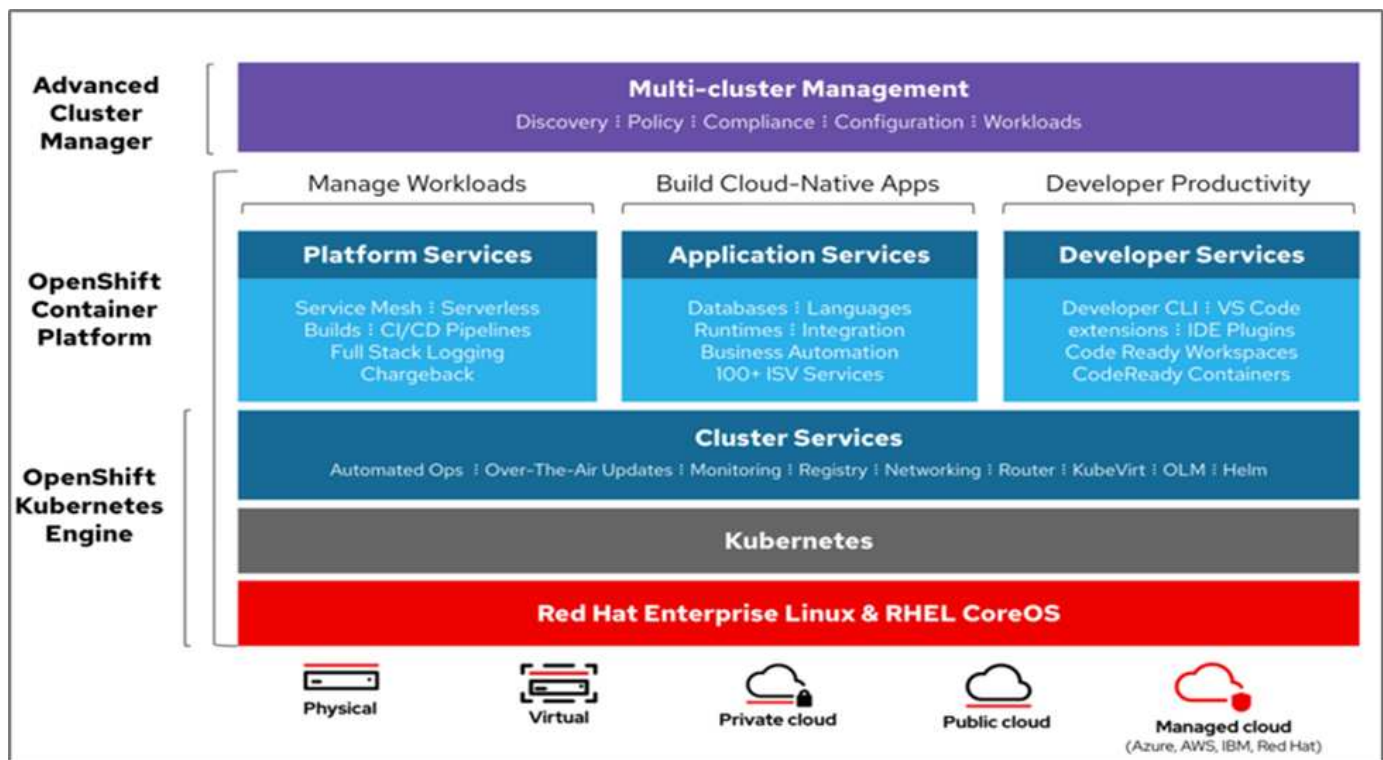 Advanced
Cluster
Manager
Multi-cluster Management
Discovery ⁝ Policy ⁝ Compliance ⁝ Configuration ⁝ Workloads
Manage Workloads
Build Cloud-Native Apps
Developer Productivity
OpenShift
Container
Platform
Platform Services
Service Mesh ⁝ Serverless
Builds ⁝ CI/CD Pipelines
Full Stack Logging
Chargeback
Application Services
Databases ⁝ Languages
Runtimes ⁝ Integration
Business Automation
100+ ISV Services
Developer Services
Developer CLI ⁝ VS Code
extensions ⁝ IDE Plugins
Code Ready Workspaces
CodeReady Containers
OpenShift
Kubernetes
Engine
Cluster Services
Automated Ops ⁝ Over-The-Air Updates ⁝ Monitoring ⁝ Registry ⁝ Networking ⁝ Router ⁝ KubeVirt ⁝ OLM ⁝ Helm
Kubernetes
Red Hat Enterprise Linux & RHEL CoreOS
Physical
Virtual
Private cloud
Public cloud
Managed cloud
(Azure, AWS, IBM, Red Hat)